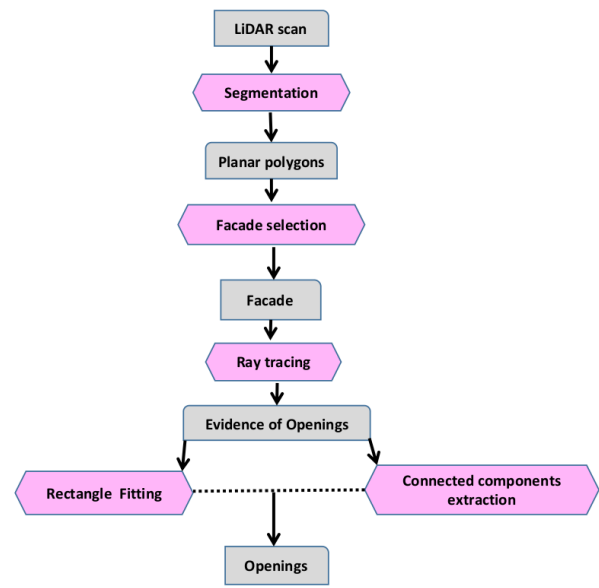 LiDAR scan
Segmentation
Planar polygons
Facade selection
Facade
Ray tracing
Evidence of Openings
Rectangle  Fitting
Connected components
extraction
Openings